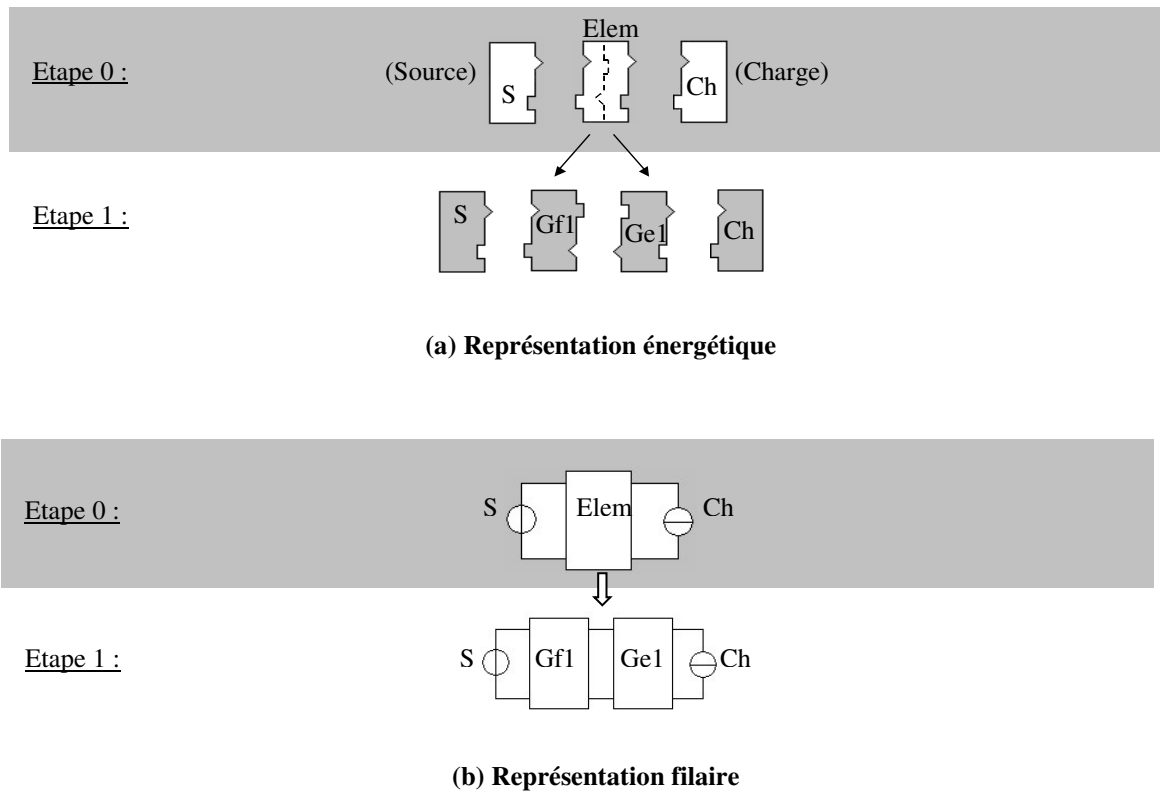 Elem
Etape 0 : (Source) S Ch (Charge)
Etape 1 : S Gf1 Ge1 Ch
(a) Représentation énergétique
Etape 0 : S Elem Ch
Etape 1 : S Gf1 Ge1 Ch
(b) Représentation filaire